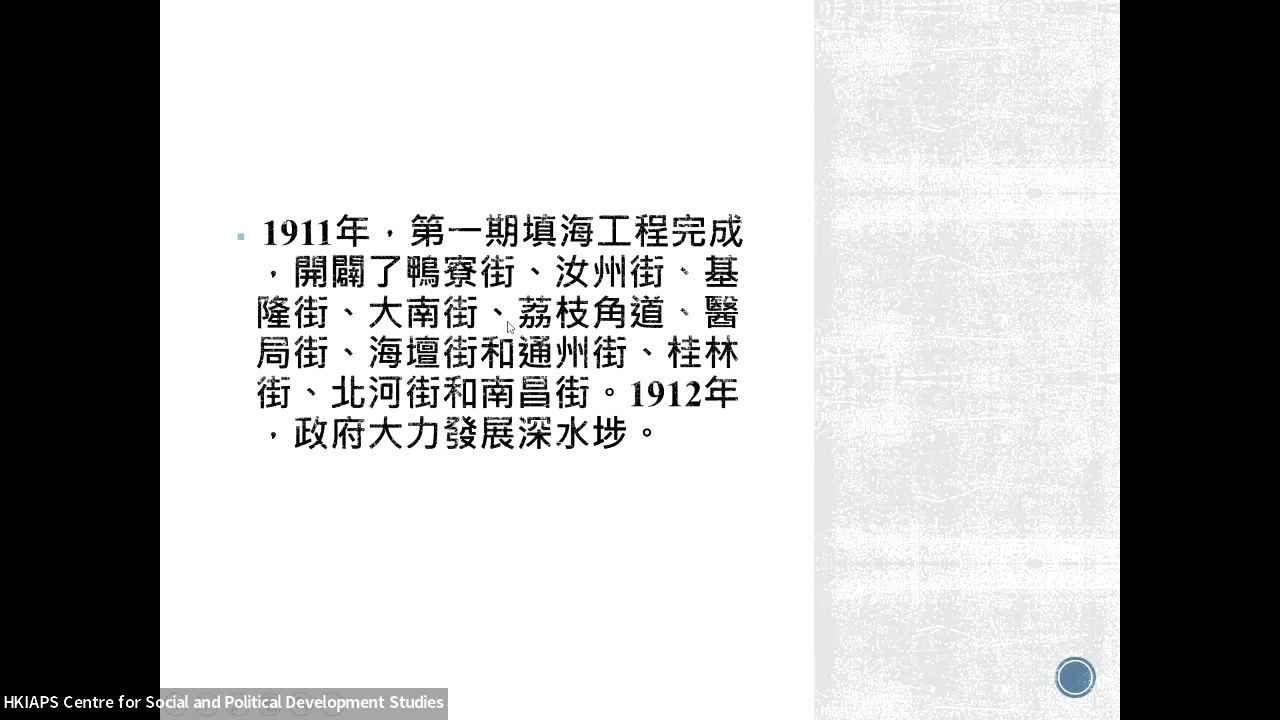 1911年，第一期填海工程完成
，開闢了鴨寮街、汝州街、基
隆街、大南街、荔枝角道、醫
局街、海壇街和通州街、桂林
街、北河街和南昌街。1912年
，政府大力發展深水埗。
HKIAPS Centre for Social and Political Development Studies